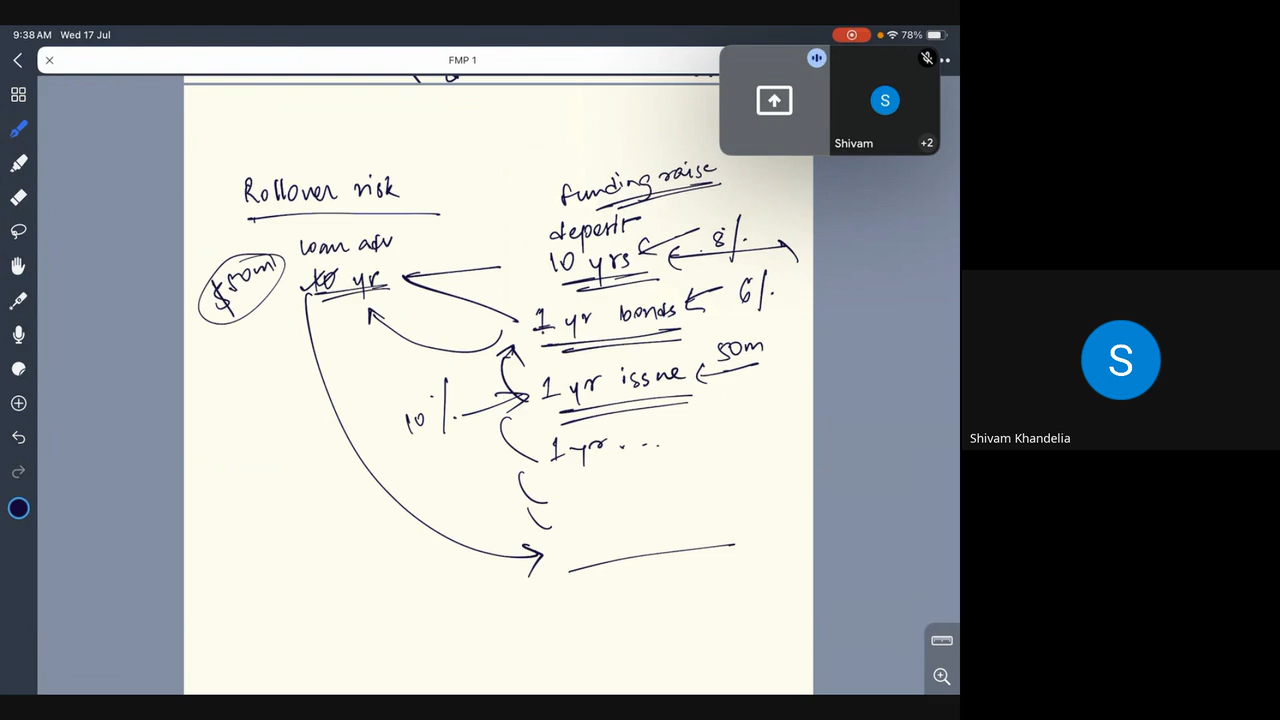 9:38 AM Wed 17 Jul
78%
FMP 1
S
Shivam
+2
Rollover risk
funding raise
loan adv
deposit
$50m
10 yr
10 yrs
8%
1 yr bonds
6%
1 yr issue
50m
10%
1 yr . . .
S
Shivam Khandelia